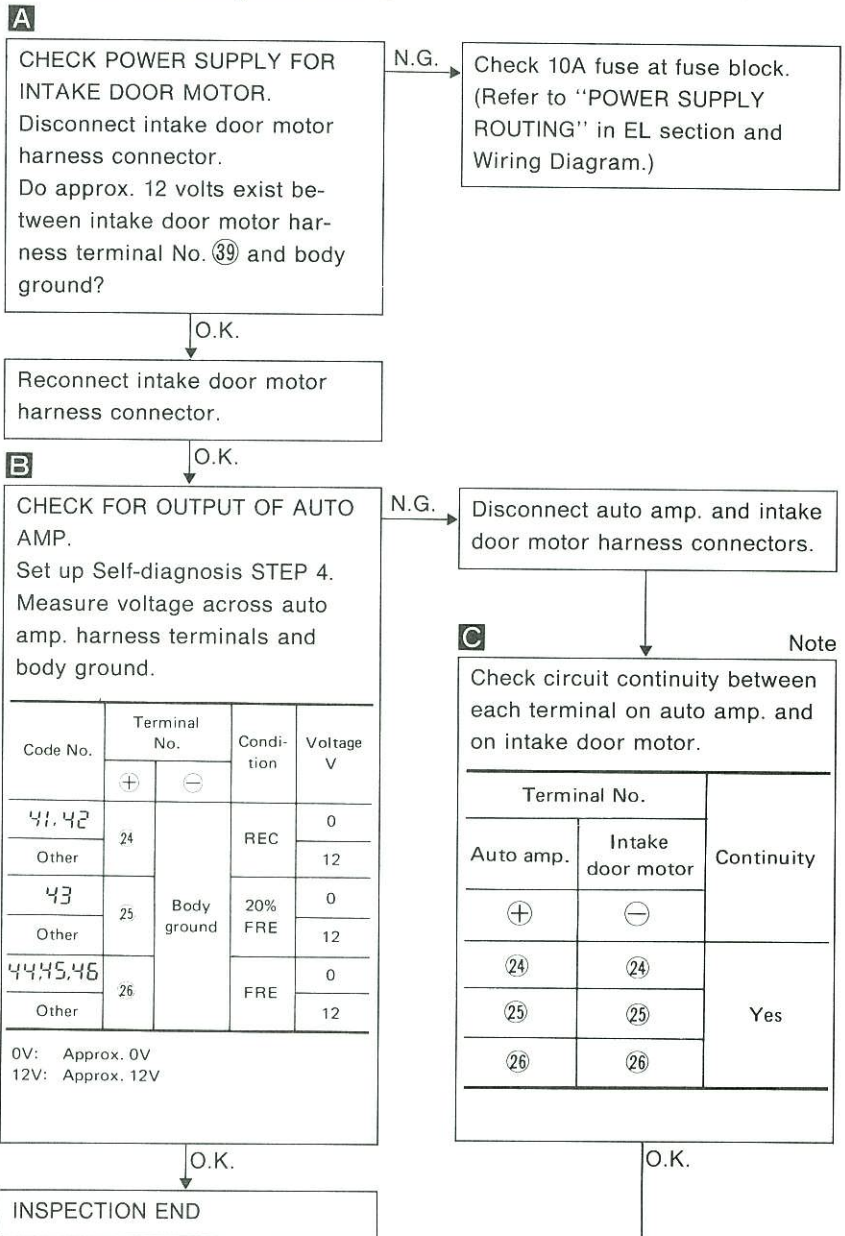 A
CHECK POWER SUPPLY FOR
INTAKE DOOR MOTOR.
Disconnect intake door motor
harness connector.
Do approx. 12 volts exist be-
tween intake door motor har-
ness terminal No. ㊴ and body
ground?
N.G.
Check 10A fuse at fuse block.
(Refer to "POWER SUPPLY
ROUTING" in EL section and
Wiring Diagram.)
O.K.
Reconnect intake door motor
harness connector.
O.K.
B
CHECK FOR OUTPUT OF AUTO
AMP.
Set up Self-diagnosis STEP 4.
Measure voltage across auto
amp. harness terminals and
body ground.
Code No. Terminal No. Condi-tion Voltage V
⊕ ⊖
41, 42 24 Body ground REC 0
Other 12
43 25 20% FRE 0
Other 12
44,45,46 26 FRE 0
Other 12
0V: Approx. 0V
12V: Approx. 12V
N.G.
Disconnect auto amp. and intake
door motor harness connectors.
C Note
Check circuit continuity between
each terminal on auto amp. and
on intake door motor.
Terminal No. Continuity
Auto amp. Intake door motor
⊕ ⊖
㉔ ㉔ Yes
㉕ ㉕
㉖ ㉖
O.K.
INSPECTION END
O.K.